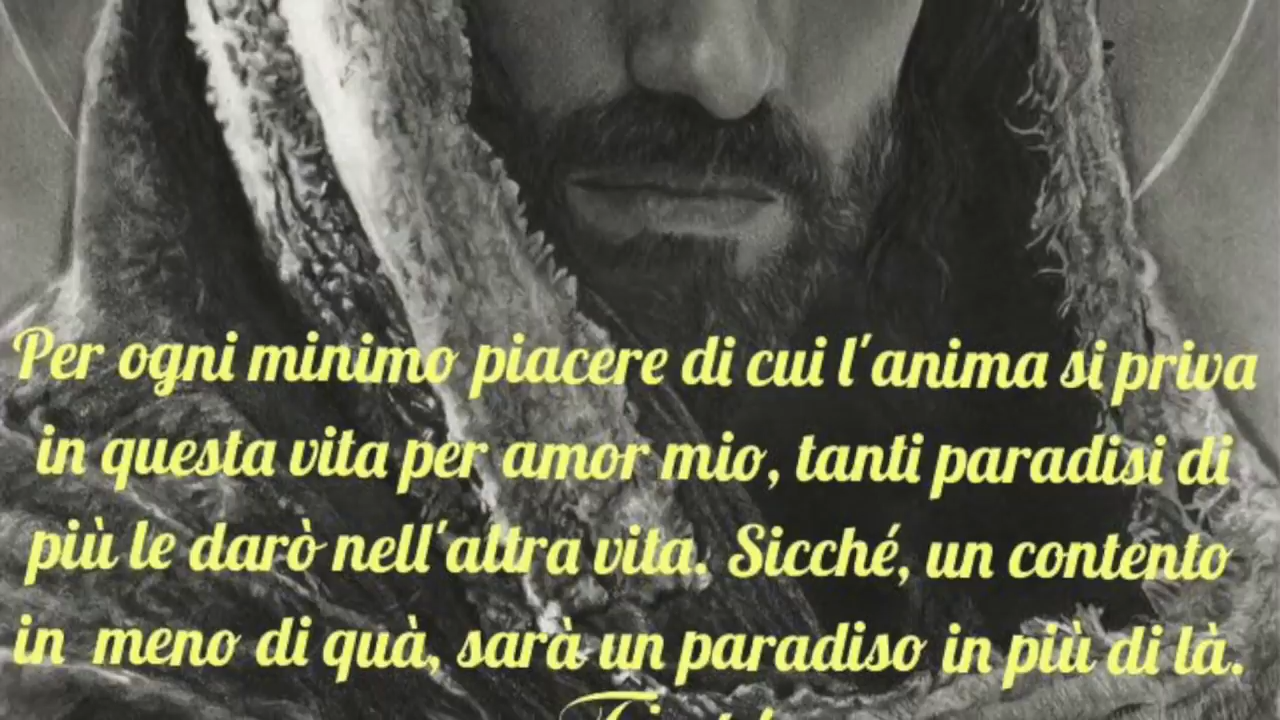 Per ogni minimo piacere di cui l'anima si priva
in questa vita per amor mio, tanti paradisi di
più le darò nell'altra vita. Sicché, un contento
in meno di quà, sarà un paradiso in più di là.